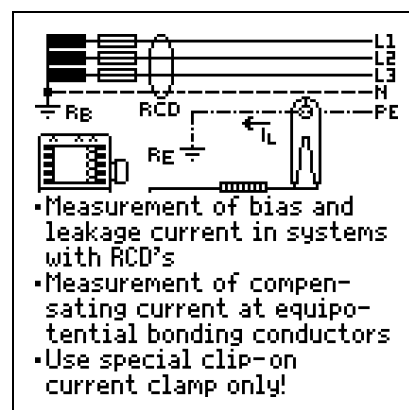 L1
L2
L3
N
RB RCD PE
IL
RE
▪Measurement of bias and
leakage current in systems
with RCD's
▪Measurement of compen-
sating current at equipo-
tential bonding conductors
▪Use special clip-on
current clamp only!